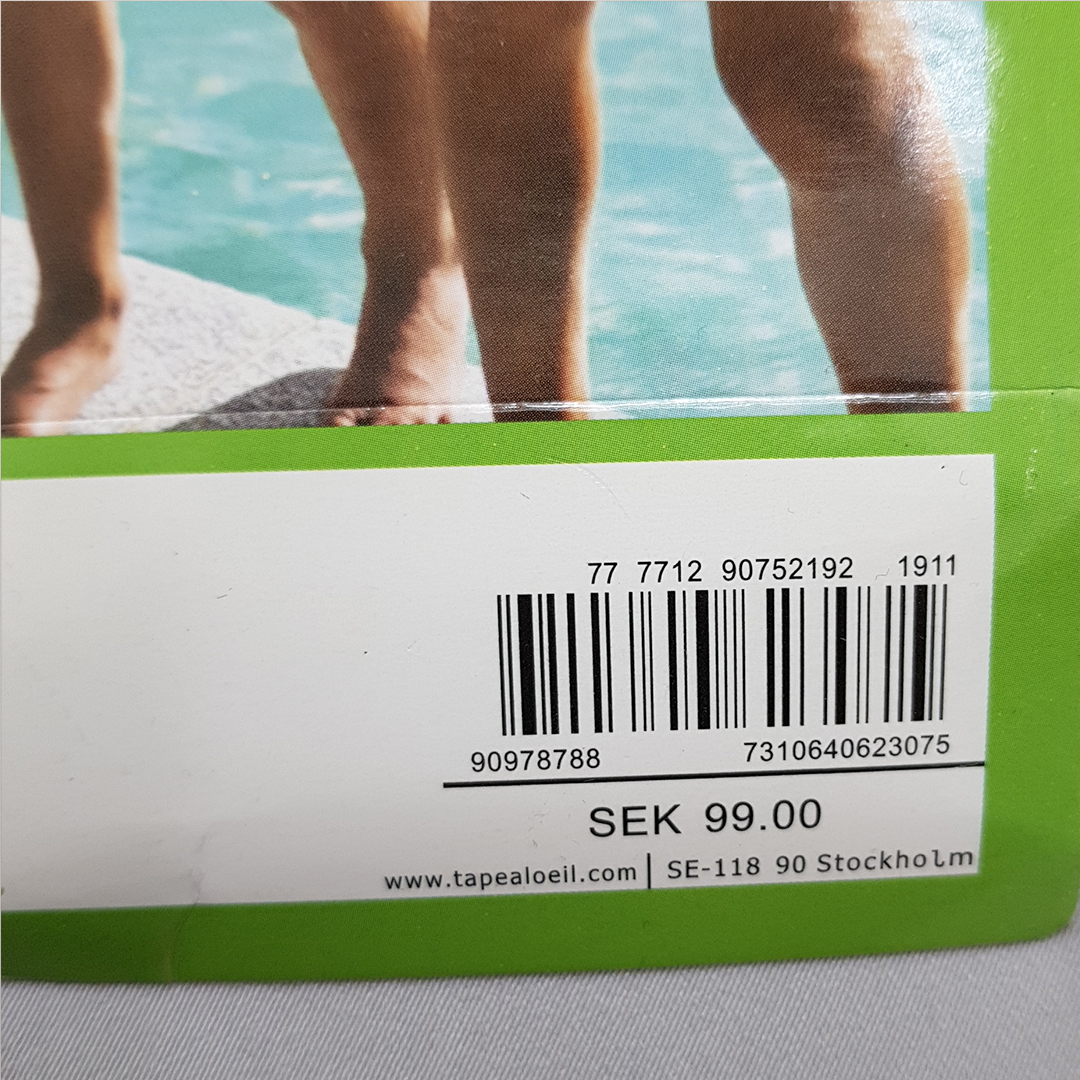 77 7712 90752192 1911
90978788 7310640623075
SEK 99.00
www.tapealoeil.com | SE-118 90 Stockholm